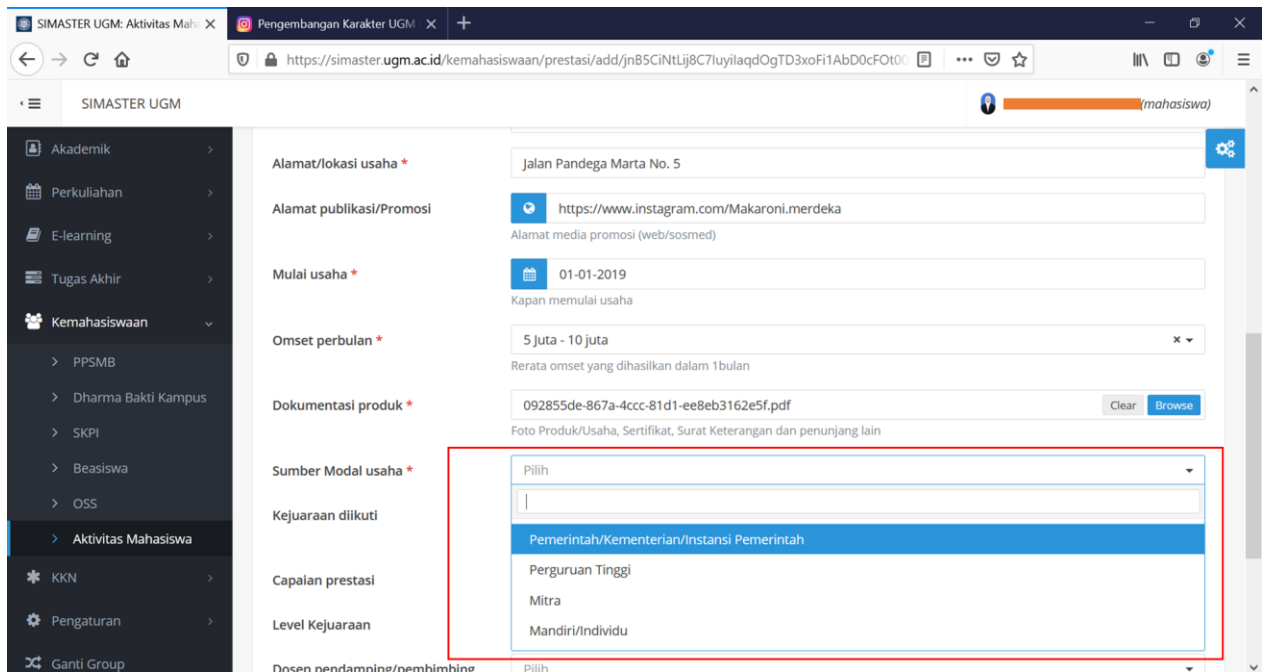 SIMASTER UGM: Aktivitas Mah
Pengembangan Karakter UGM
https://simaster.ugm.ac.id/kemahasiswaan/prestasi/add/jnB5CiNtLij8C7IuyilaqdOgTD3xoFi1AbD0cFOt00
SIMASTER UGM
(mahasiswa)
Akademik
Perkuliahan
E-learning
Tugas Akhir
Kemahasiswaan
PPSMB
Dharma Bakti Kampus
SKPI
Beasiswa
OSS
Aktivitas Mahasiswa
KKN
Pengaturan
Ganti Group
Alamat/lokasi usaha *
Jalan Pandega Marta No. 5
Alamat publikasi/Promosi
https://www.instagram.com/Makaroni.merdeka
Alamat media promosi (web/sosmed)
Mulai usaha *
01-01-2019
Kapan memulai usaha
Omset perbulan *
5 Juta - 10 juta
Rerata omset yang dihasilkan dalam 1bulan
Dokumentasi produk *
092855de-867a-4ccc-81d1-ee8eb3162e5f.pdf
Clear Browse
Foto Produk/Usaha, Sertifikat, Surat Keterangan dan penunjang lain
Sumber Modal usaha *
Pilih
Pemerintah/Kementerian/Instansi Pemerintah
Perguruan Tinggi
Mitra
Mandiri/Individu
Kejuaraan diikuti
Capaian prestasi
Level Kejuaraan
Dosen pendamping/pembimbing
Pilih